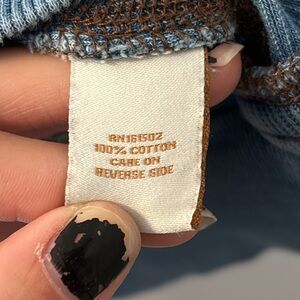 RN161502
100% COTTON
CARE ON
REVERSE SIDE